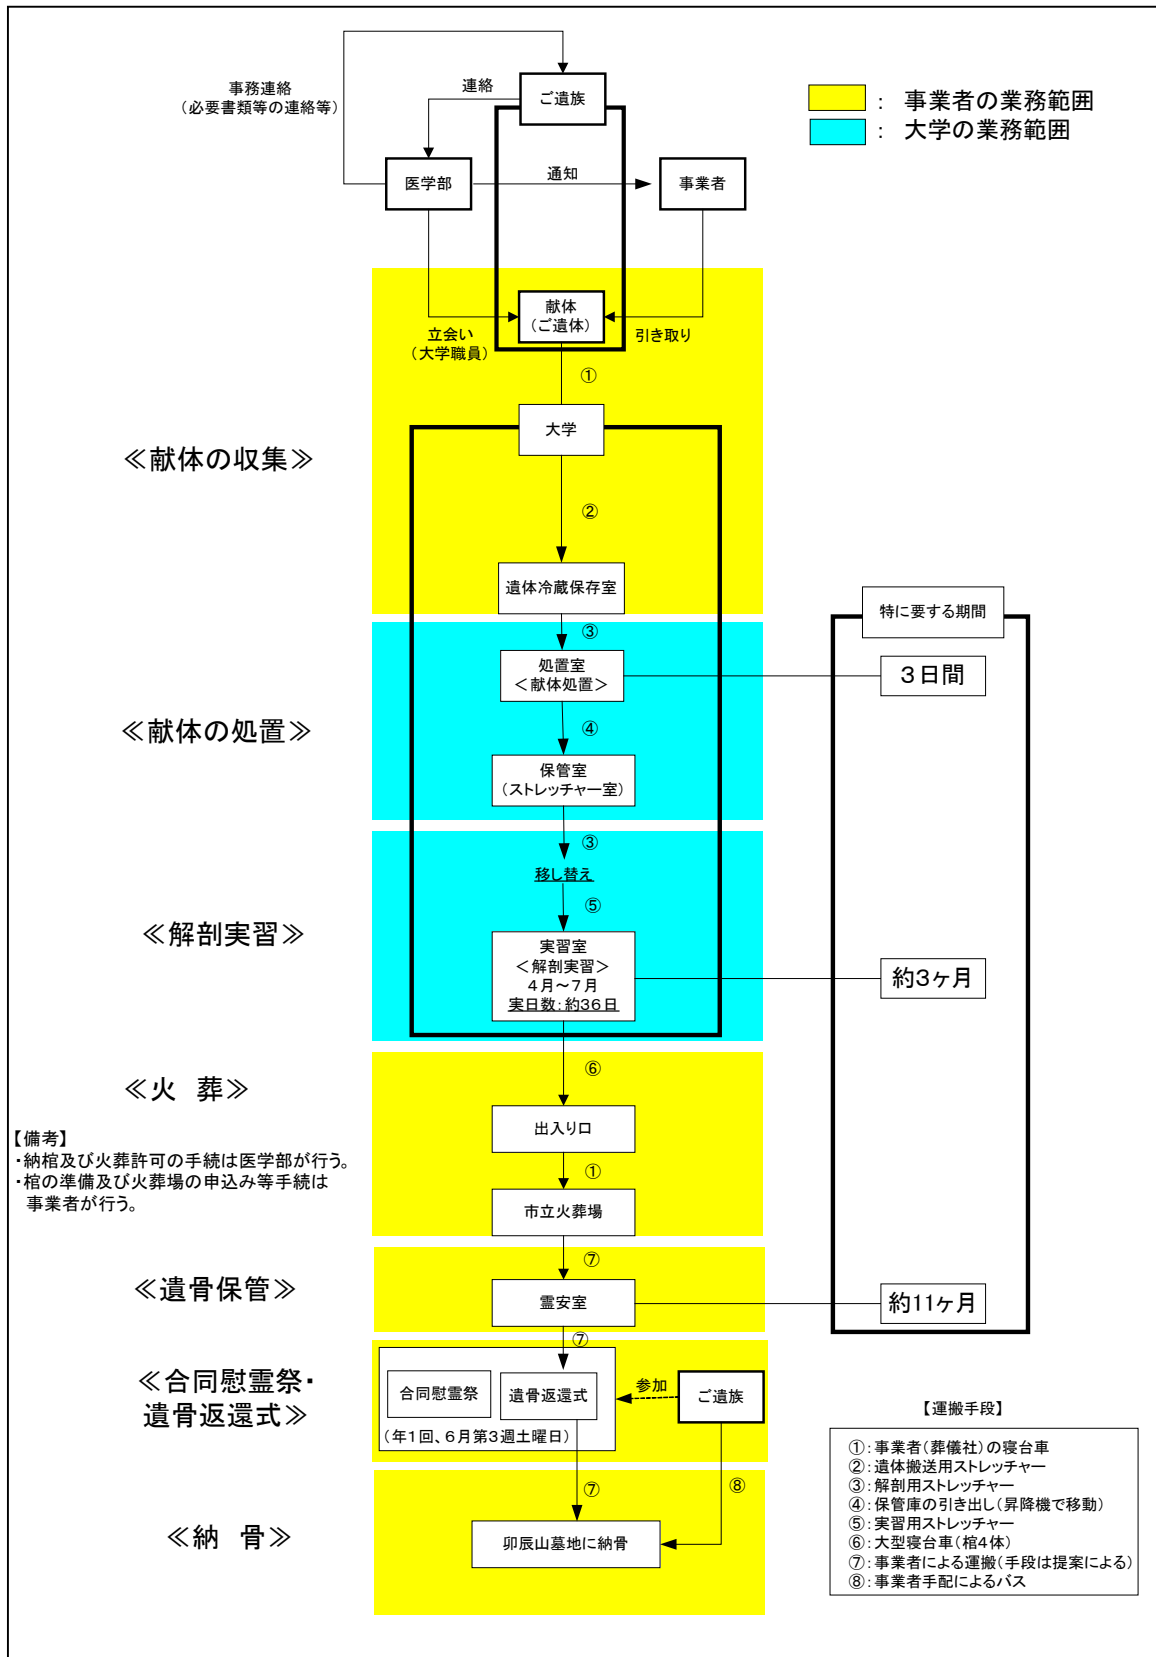 事務連絡
（必要書類等の連絡等）
連絡
ご遺族
：　事業者の業務範囲
：　大学の業務範囲
医学部
通知
事業者
献体
（ご遺体）
立会い
（大学職員）
引き取り
①
大学
≪献体の収集≫
②
遺体冷蔵保存室
特に要する期間
③
処置室
＜献体処置＞
３日間
≪献体の処置≫
④
保管室
（ストレッチャー室）
③
移し替え
⑤
≪解剖実習≫
実習室
＜解剖実習＞
４月～７月
実日数：約３６日
約３ヶ月
⑥
≪火　葬≫
出入り口
【備考】
・納棺及び火葬許可の手続は医学部が行う。
・棺の準備及び火葬場の申込み等手続は
事業者が行う。
①
市立火葬場
⑦
≪遺骨保管≫
霊安室
約１１ヶ月
⑦
≪合同慰霊祭・
遺骨返還式≫
合同慰霊祭
遺骨返還式
（年１回、６月第３週土曜日）
参加
ご遺族
⑦
⑧
≪納　骨≫
卯辰山墓地に納骨
【運搬手段】
①：事業者（葬儀社）の寝台車
②：遺体搬送用ストレッチャー
③：解剖用ストレッチャー
④：保管庫の引き出し（昇降機で移動）
⑤：実習用ストレッチャー
⑥：大型寝台車（棺４体）
⑦：事業者による運搬（手段は提案による）
⑧：事業者手配によるバス